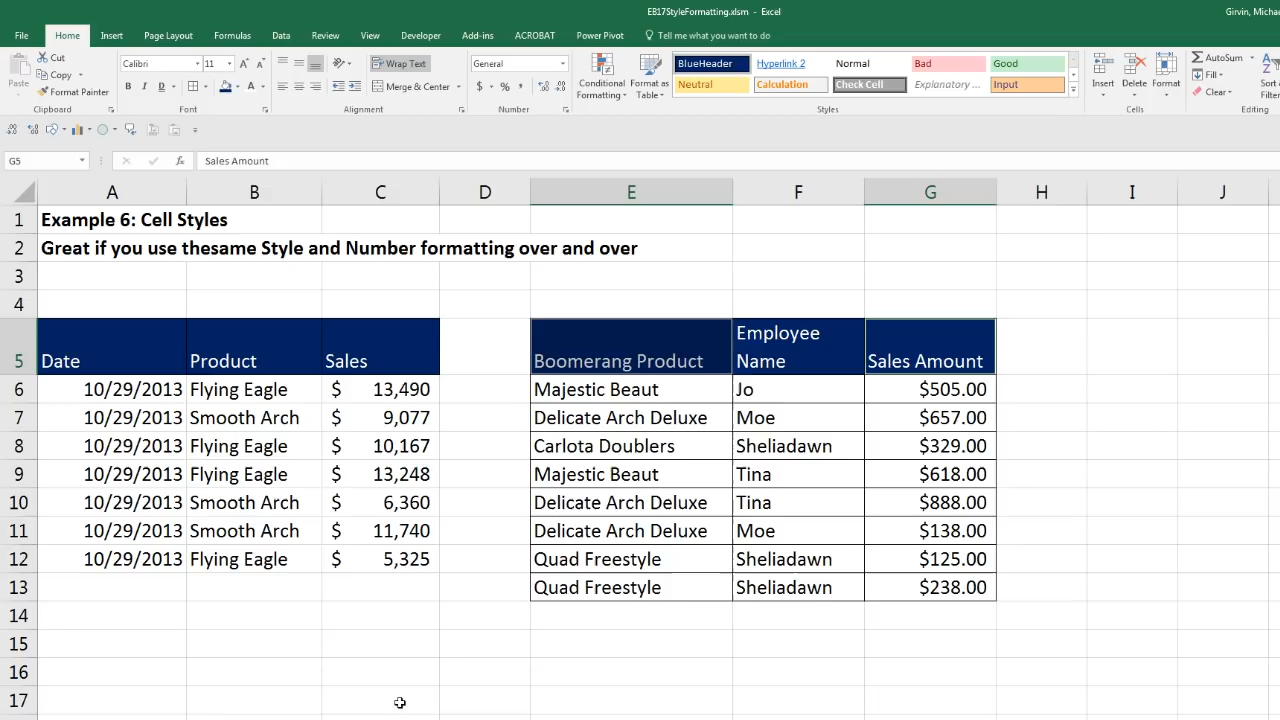 EB17StyleFormatting.xlsm - Excel
Girvin, Micha
File Home Insert Page Layout Formulas Data Review View Developer Add-ins ACROBAT Power Pivot Tell me what you want to do
Paste
Cut
Copy
Format Painter
Clipboard
Calibri 11
B I U
Font
Wrap Text
Merge & Center
Alignment
General
$ % ,
Number
Conditional Formatting
Format as Table
BlueHeader Hyperlink 2 Normal Bad Good
Neutral Calculation Check Cell Explanatory ... Input
Styles
Insert Delete Format
Cells
AutoSum
Fill
Clear
Sort
Filter
Editing
G5 fx Sales Amount
A B C D E F G H I J
1 Example 6: Cell Styles
2 Great if you use thesame Style and Number formatting over and over
3
4
5 Date Product Sales Boomerang Product Employee Name Sales Amount
6 10/29/2013 Flying Eagle $ 13,490 Majestic Beaut Jo $505.00
7 10/29/2013 Smooth Arch $ 9,077 Delicate Arch Deluxe Moe $657.00
8 10/29/2013 Flying Eagle $ 10,167 Carlota Doublers Sheliadawn $329.00
9 10/29/2013 Flying Eagle $ 13,248 Majestic Beaut Tina $618.00
10 10/29/2013 Smooth Arch $ 6,360 Delicate Arch Deluxe Tina $888.00
11 10/29/2013 Smooth Arch $ 11,740 Delicate Arch Deluxe Moe $138.00
12 10/29/2013 Flying Eagle $ 5,325 Quad Freestyle Sheliadawn $125.00
13 Quad Freestyle Sheliadawn $238.00
14
15
16
17